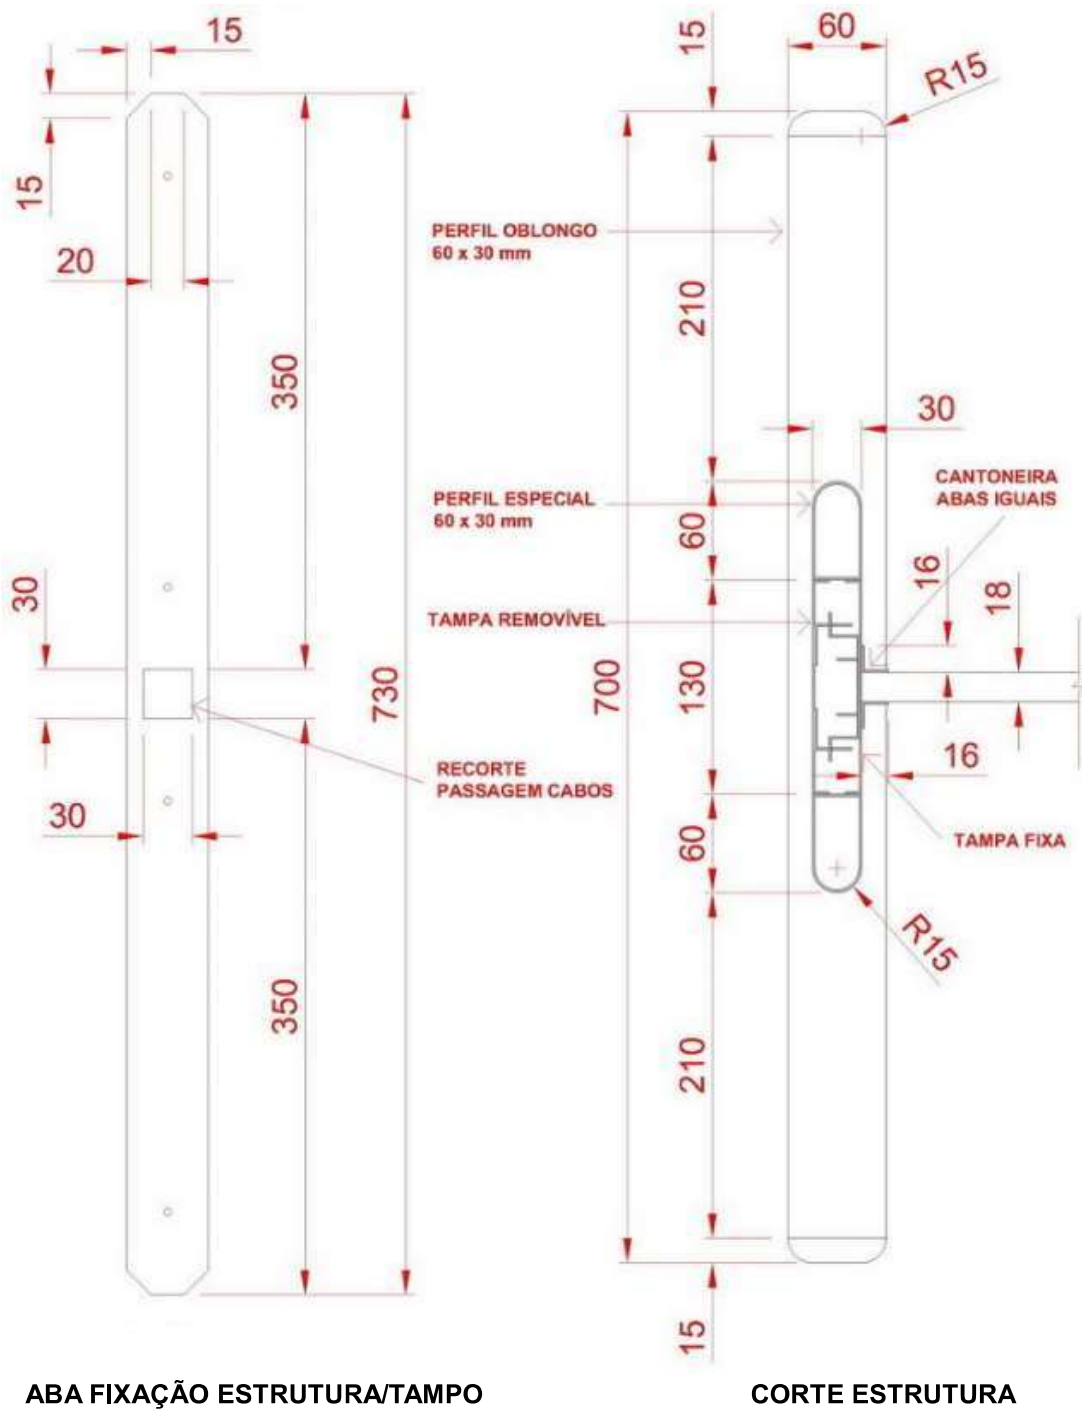 15
15
20
350
730
30
30
350
RECORTE
PASSAGEM CABOS
ABA FIXAÇÃO ESTRUTURA/TAMPO
15
60
R15
PERFIL OBLONGO
60 x 30 mm
210
30
PERFIL ESPECIAL
60 x 30 mm
CANTONEIRA
ABAS IGUAIS
60
16
18
TAMPA REMOVÍVEL
700
130
16
TAMPA FIXA
60
R15
210
15
CORTE ESTRUTURA